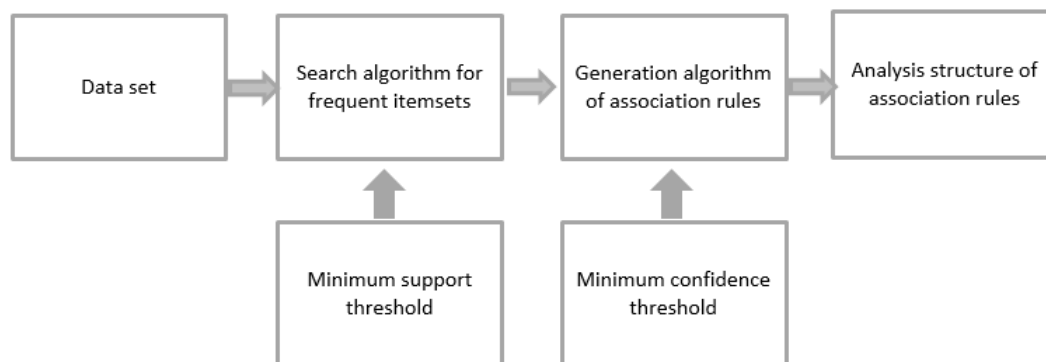 Data set
Search algorithm for
frequent itemsets
Generation algorithm
of association rules
Analysis structure of
association rules
Minimum support
threshold
Minimum confidence
threshold